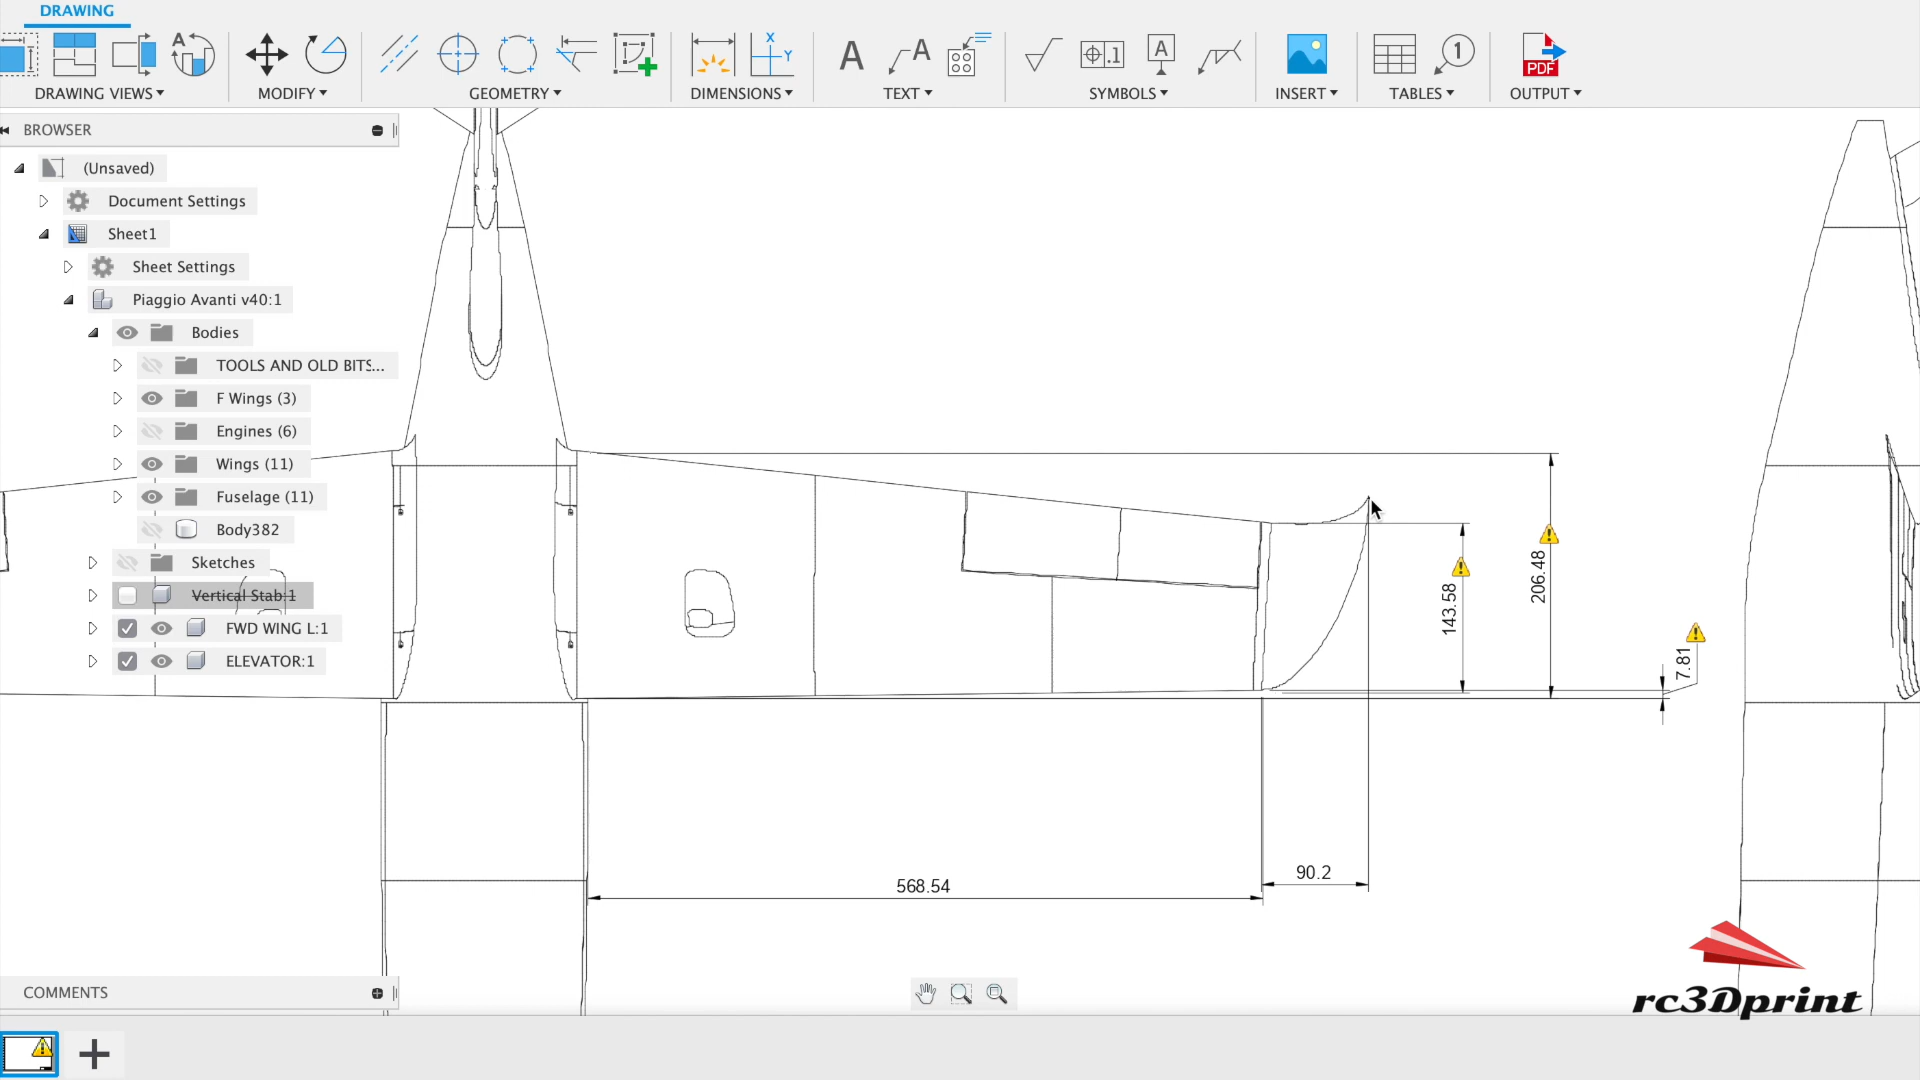 DRAWING
A
X
Y
A
A
.1
A
1
PDF
DRAWING VIEWS
MODIFY
GEOMETRY
DIMENSIONS
TEXT
SYMBOLS
INSERT
TABLES
OUTPUT
BROWSER
(Unsaved)
Document Settings
Sheet1
Sheet Settings
Piaggio Avanti v40:1
Bodies
TOOLS AND OLD BITS...
F Wings (3)
Engines (6)
Wings (11)
Fuselage (11)
Body382
Sketches
Vertical Stab:1
FWD WING L:1
ELEVATOR:1
143.58
206.48
7.81
568.54
90.2
COMMENTS
rc3Dprint